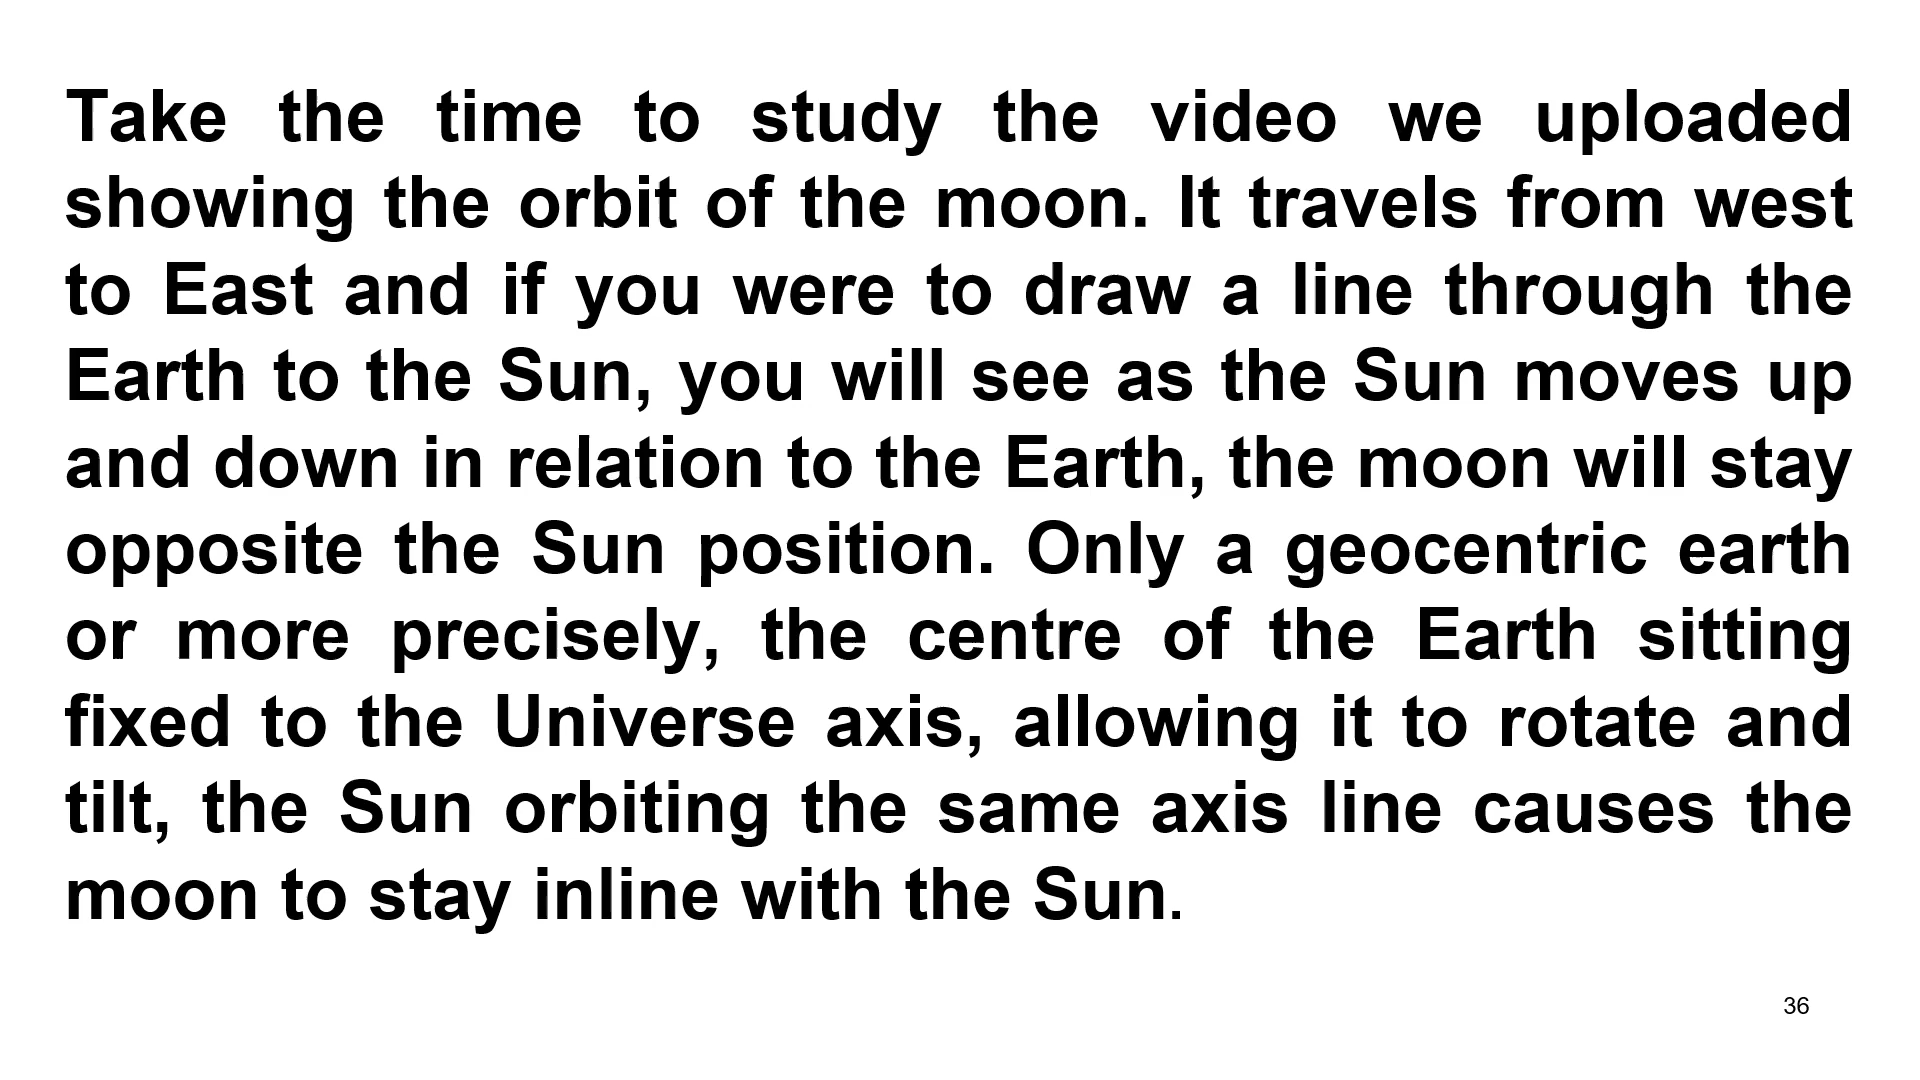 Take the time to study the video we uploaded
showing the orbit of the moon. It travels from west
to East and if you were to draw a line through the
Earth to the Sun, you will see as the Sun moves up
and down in relation to the Earth, the moon will stay
opposite the Sun position. Only a geocentric earth
or more precisely, the centre of the Earth sitting
fixed to the Universe axis, allowing it to rotate and
tilt, the Sun orbiting the same axis line causes the
moon to stay inline with the Sun.
36